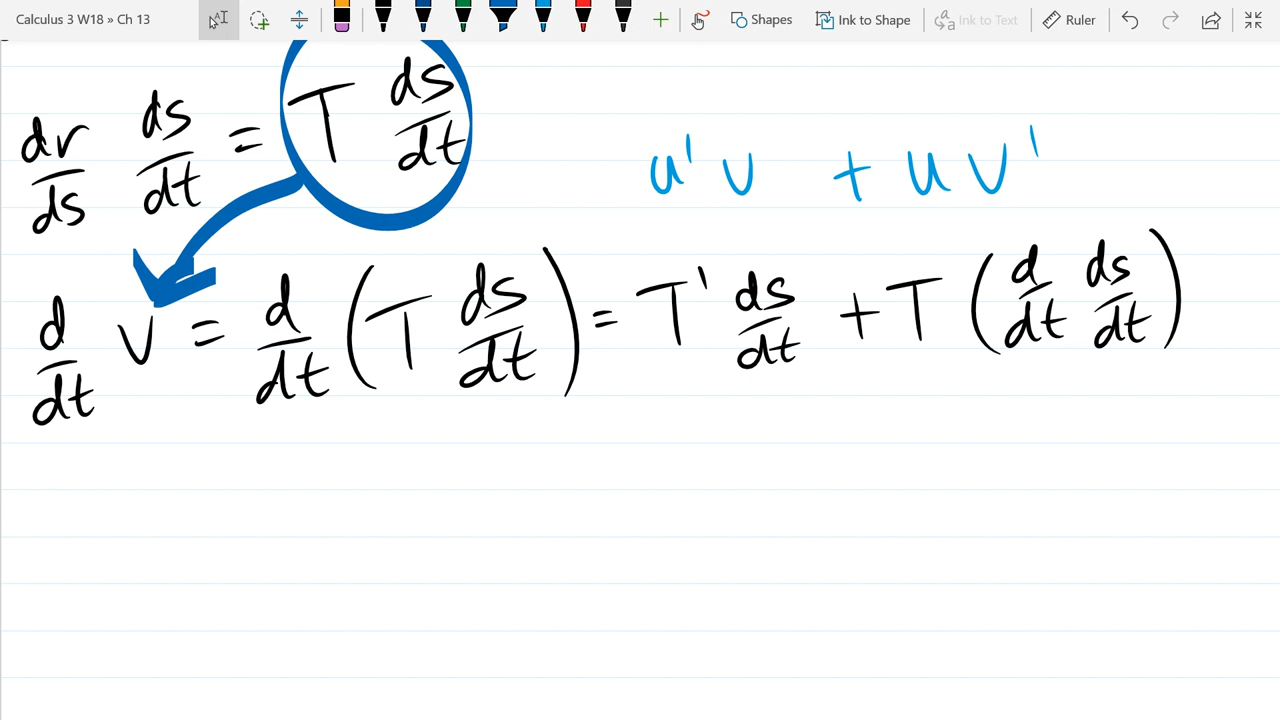 Calculus 3 W18 » Ch 13 Shapes Ink to Shape Ink to Text Ruler
dr/ds ds/dt = T ds/dt
u'v + uv'
d/dt v = d/dt (T ds/dt) = T' ds/dt + T (d/dt ds/dt)